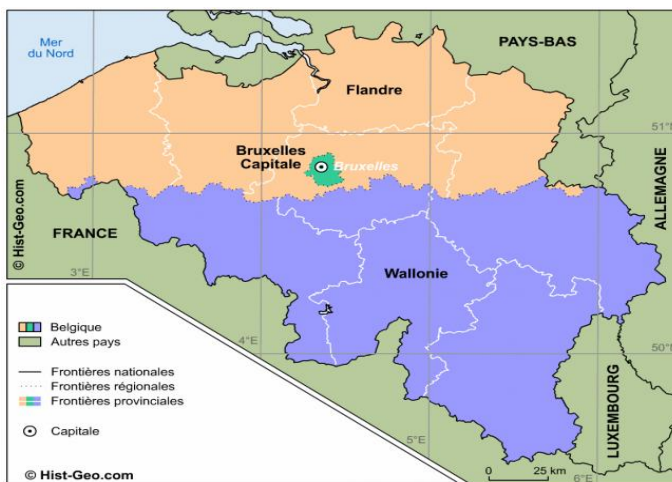 Mer
du Nord
PAYS-BAS
Flandre
51°N
Bruxelles
Capitale
Bruxelles
ALLEMAGNE
© Hist-Geo.com
FRANCE
3°E
Wallonie
Belgique
Autres pays
Frontières nationales
Frontières régionales
Frontières provinciales
Capitale
4°E
50°N
LUXEMBOURG
5°E
0 25 km
6°E
© Hist-Geo.com